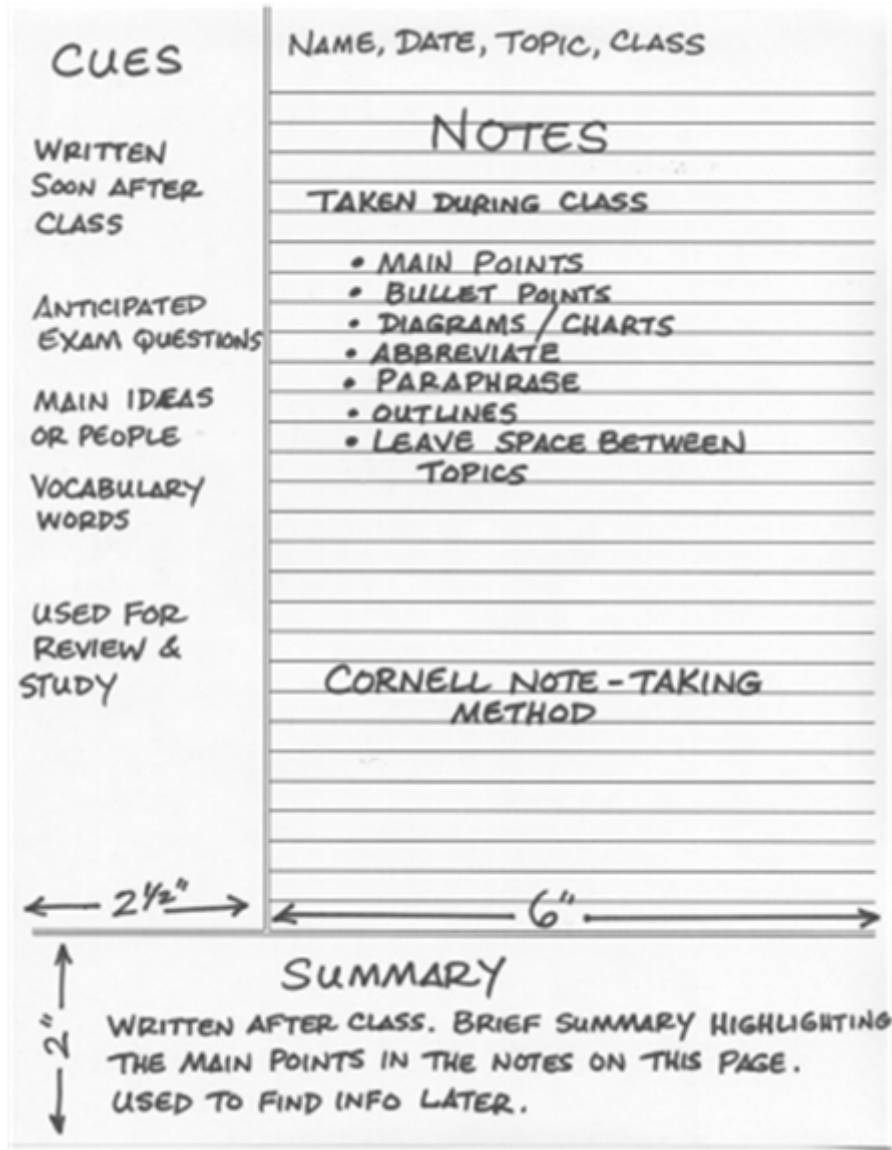 CUES
WRITTEN
SOON AFTER
CLASS
ANTICIPATED
EXAM QUESTIONS
MAIN IDEAS
OR PEOPLE
VOCABULARY
WORDS
USED FOR
REVIEW &
STUDY
2 1/2"
NAME, DATE, TOPIC, CLASS
NOTES
TAKEN DURING CLASS
• MAIN POINTS
• BULLET POINTS
• DIAGRAMS / CHARTS
• ABBREVIATE
• PARAPHRASE
• OUTLINES
• LEAVE SPACE BETWEEN
TOPICS
CORNELL NOTE-TAKING
METHOD
6"
2"
SUMMARY
WRITTEN AFTER CLASS. BRIEF SUMMARY HIGHLIGHTING
THE MAIN POINTS IN THE NOTES ON THIS PAGE.
USED TO FIND INFO LATER.